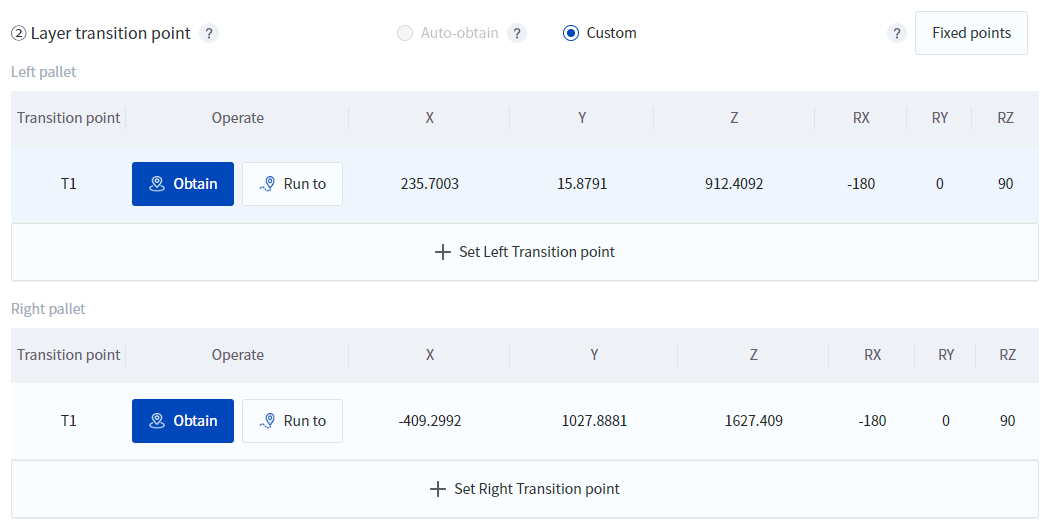 ② Layer transition point ? Auto-obtain ? Custom ? Fixed points
Left pallet
Transition point Operate X Y Z RX RY RZ
T1 Obtain Run to 235.7003 15.8791 912.4092 -180 0 90
Set Left Transition point
Right pallet
Transition point Operate X Y Z RX RY RZ
T1 Obtain Run to -409.2992 1027.8881 1627.409 -180 0 90
Set Right Transition point